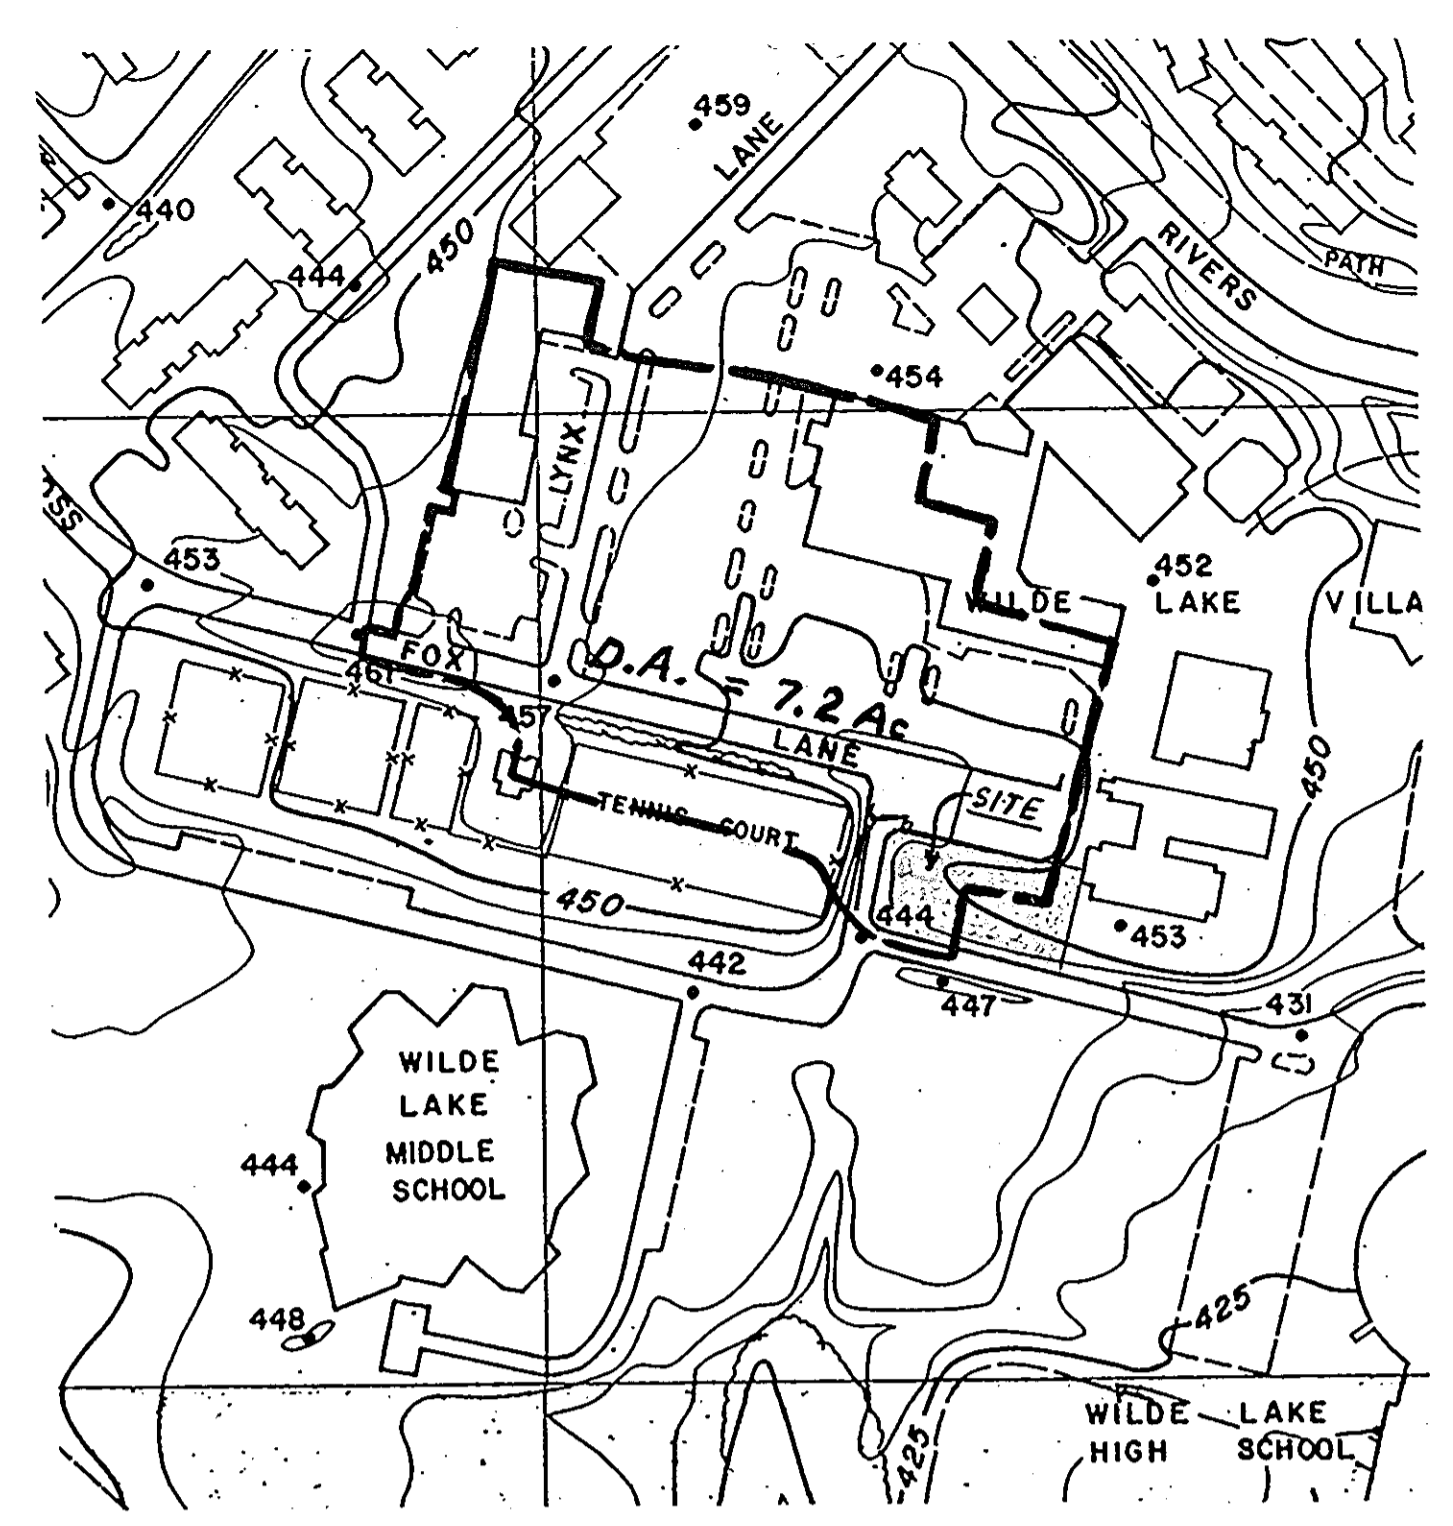 459
LANE
440
450
444
RIVERS
PATH
454
LYNX
453
452
WILDE LAKE VILLA
FOX
461
D.A. = 7.2 Ac
457
LANE
450
SITE
TENNIS COURT
450
444
453
442
447
431
WILDE
LAKE
MIDDLE
SCHOOL
444
448
425
425
WILDE LAKE
HIGH SCHOOL